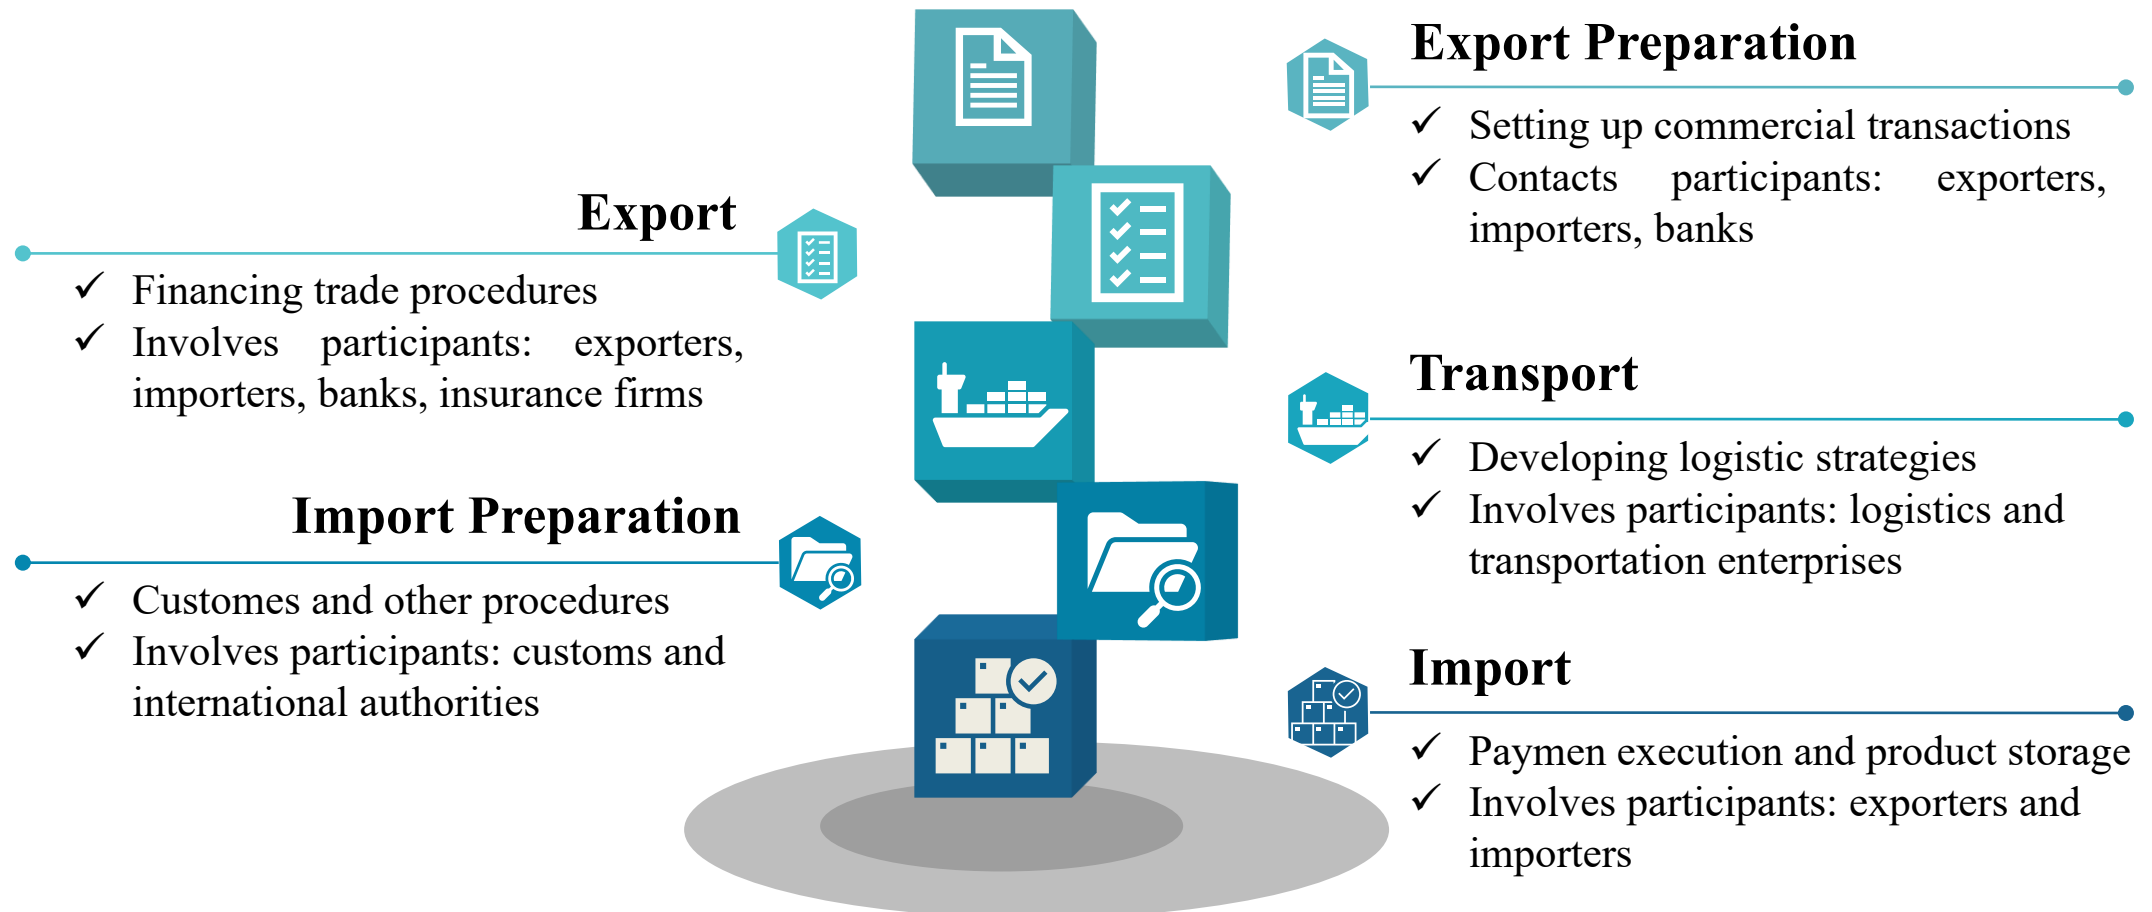 Export Preparation
✓ Setting up commercial transactions
✓ Contacts participants: exporters,
importers, banks
Export
✓ Financing trade procedures
✓ Involves participants: exporters,
importers, banks, insurance firms
Transport
✓ Developing logistic strategies
✓ Involves participants: logistics and
transportation enterprises
Import Preparation
✓ Customes and other procedures
✓ Involves participants: customs and
international authorities
Import
✓ Paymen execution and product storage
✓ Involves participants: exporters and
importers